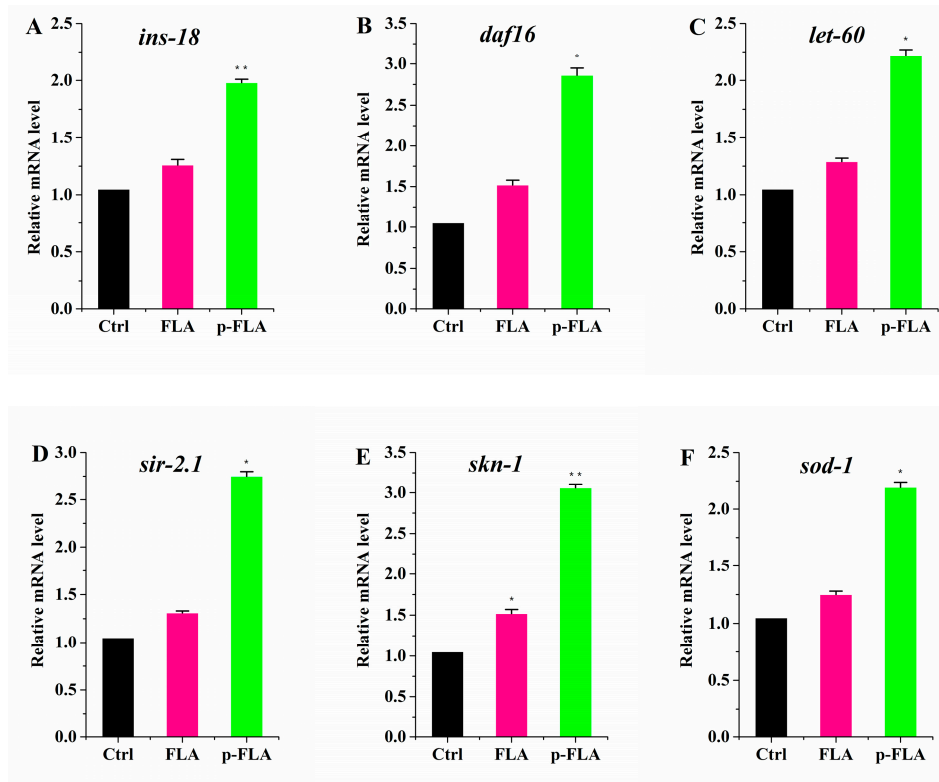 A
ins-18
Relative mRNA level
2.5
2.0
1.5
1.0
0.5
0.0
Ctrl FLA p-FLA
**
B
daf16
Relative mRNA level
3.5
3.0
2.5
2.0
1.5
1.0
0.5
0.0
Ctrl FLA p-FLA
*
C
let-60
Relative mRNA level
2.5
2.0
1.5
1.0
0.5
0.0
Ctrl FLA p-FLA
*
D
sir-2.1
Relative mRNA level
3.0
2.5
2.0
1.5
1.0
0.5
0.0
Ctrl FLA p-FLA
*
E
skn-1
Relative mRNA level
3.5
3.0
2.5
2.0
1.5
1.0
0.5
0.0
Ctrl FLA p-FLA
*
**
F
sod-1
Relative mRNA level
2.5
2.0
1.5
1.0
0.5
0.0
Ctrl FLA p-FLA
*